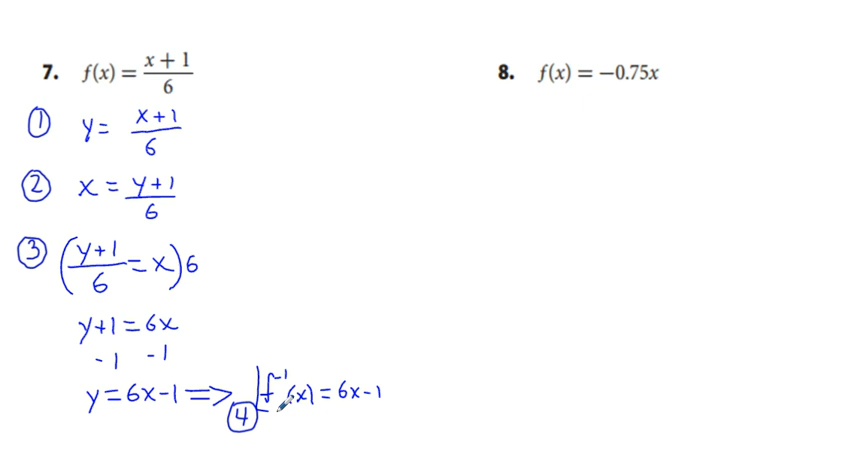 7. f(x) = (x + 1)/6
① y = (x+1)/6
② x = (y+1)/6
③ ((y+1)/6 = x)6
y+1 = 6x
-1 -1
y = 6x-1 => ④ f⁻¹(x) = 6x-1
8. f(x) = −0.75x